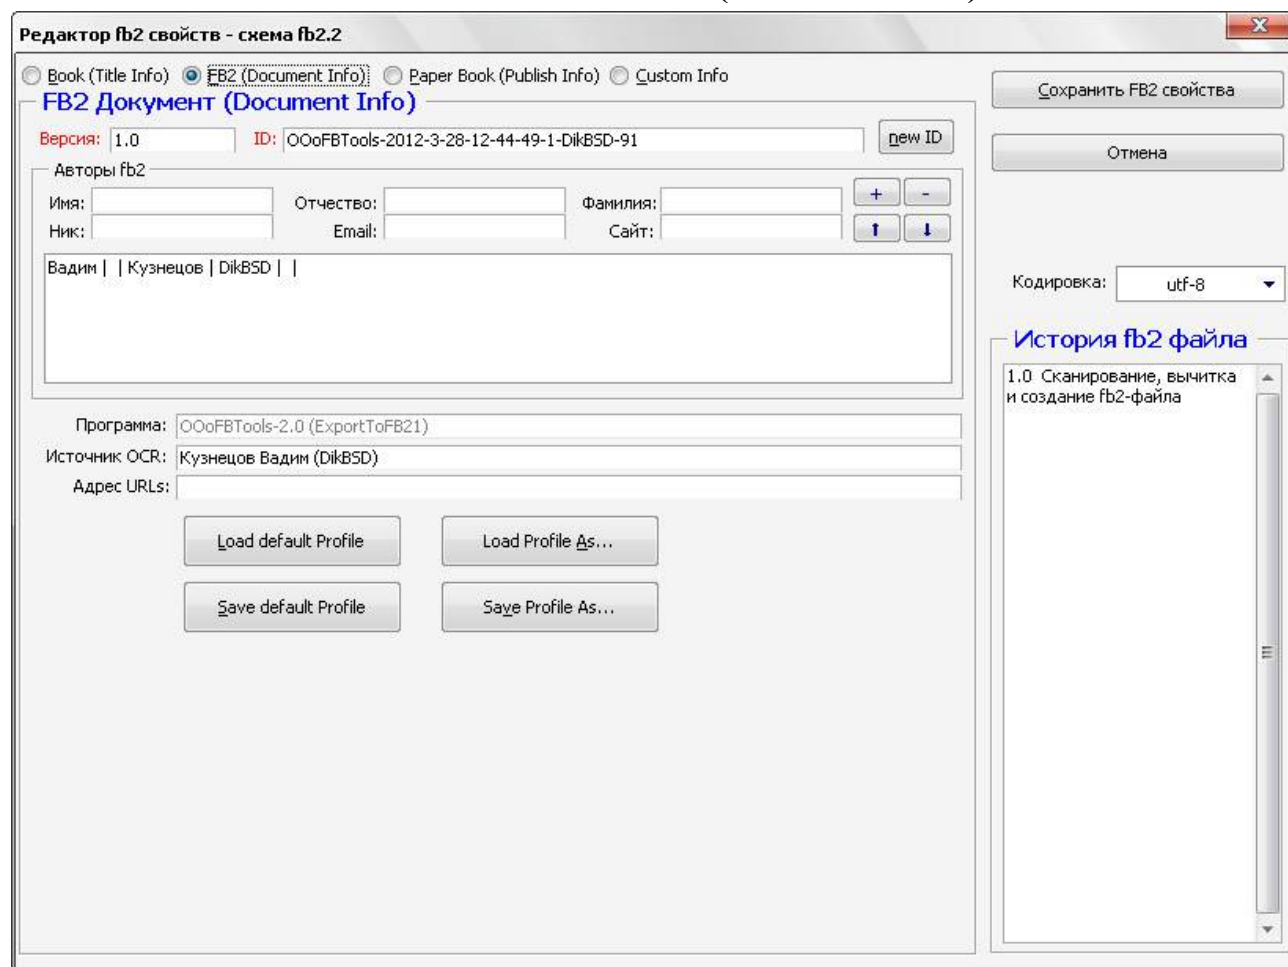 Редактор fb2 свойств - схема fb2.2
Book (Title Info) FB2 (Document Info) Paper Book (Publish Info) Custom Info
FB2 Документ (Document Info)
Версия: 1.0 ID: OOoFBTools-2012-3-28-12-44-49-1-DikBSD-91 new ID
Авторы fb2
Имя: Отчество: Фамилия: + -
Ник: Email: Сайт:
Вадим | | Кузнецов | DikBSD | |
Программа: OOoFBTools-2.0 (ExportToFB21)
Источник OCR: Кузнецов Вадим (DikBSD)
Адрес URLs:
Load default Profile Load Profile As...
Save default Profile Save Profile As...
Сохранить FB2 свойства
Отмена
Кодировка: utf-8
История fb2 файла
1.0 Сканирование, вычитка
и создание fb2-файла